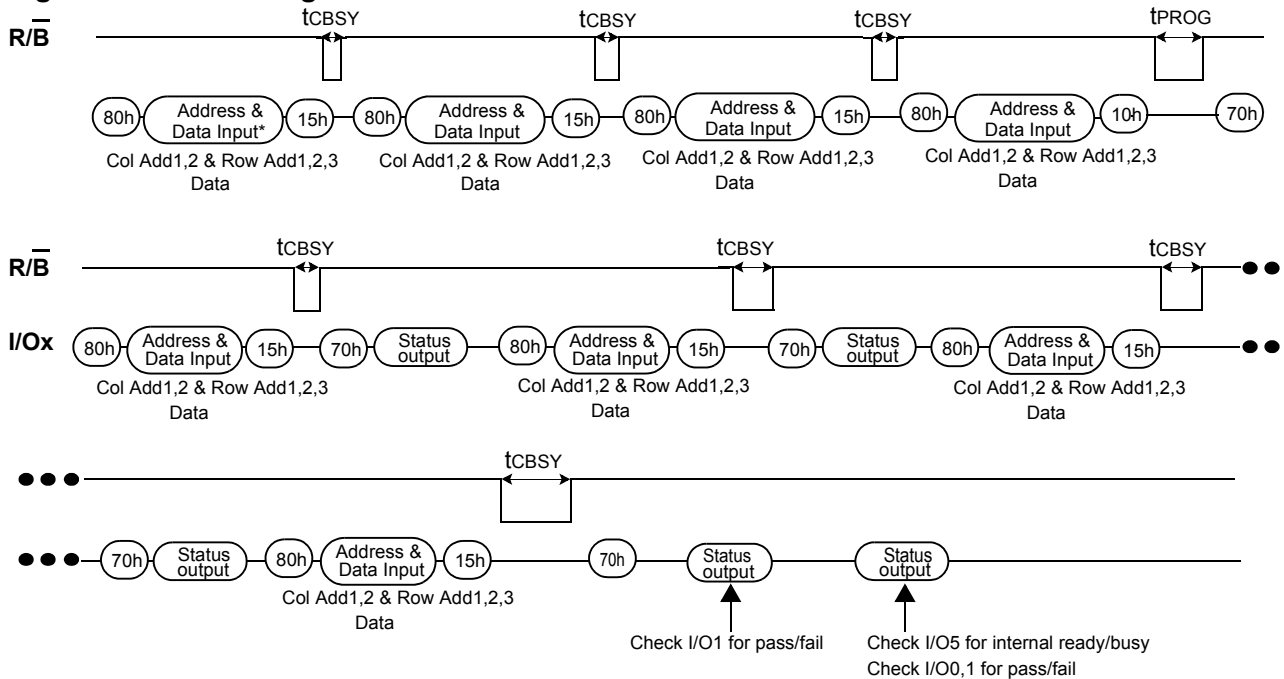 tCBSY tCBSY tCBSY tPROG
R/B
80h Address & Data Input* 15h 80h Address & Data Input 15h 80h Address & Data Input 15h 80h Address & Data Input 10h 70h
Col Add1,2 & Row Add1,2,3 Col Add1,2 & Row Add1,2,3 Col Add1,2 & Row Add1,2,3 Col Add1,2 & Row Add1,2,3
Data Data Data Data
R/B tCBSY tCBSY tCBSY
I/Ox 80h Address & Data Input 15h 70h Status output 80h Address & Data Input 15h 70h Status output 80h Address & Data Input 15h
Col Add1,2 & Row Add1,2,3 Col Add1,2 & Row Add1,2,3 Col Add1,2 & Row Add1,2,3
Data Data Data
tCBSY
70h Status output 80h Address & Data Input 15h 70h Status output Status output
Col Add1,2 & Row Add1,2,3
Data
Check I/O1 for pass/fail Check I/O5 for internal ready/busy
Check I/O0,1 for pass/fail